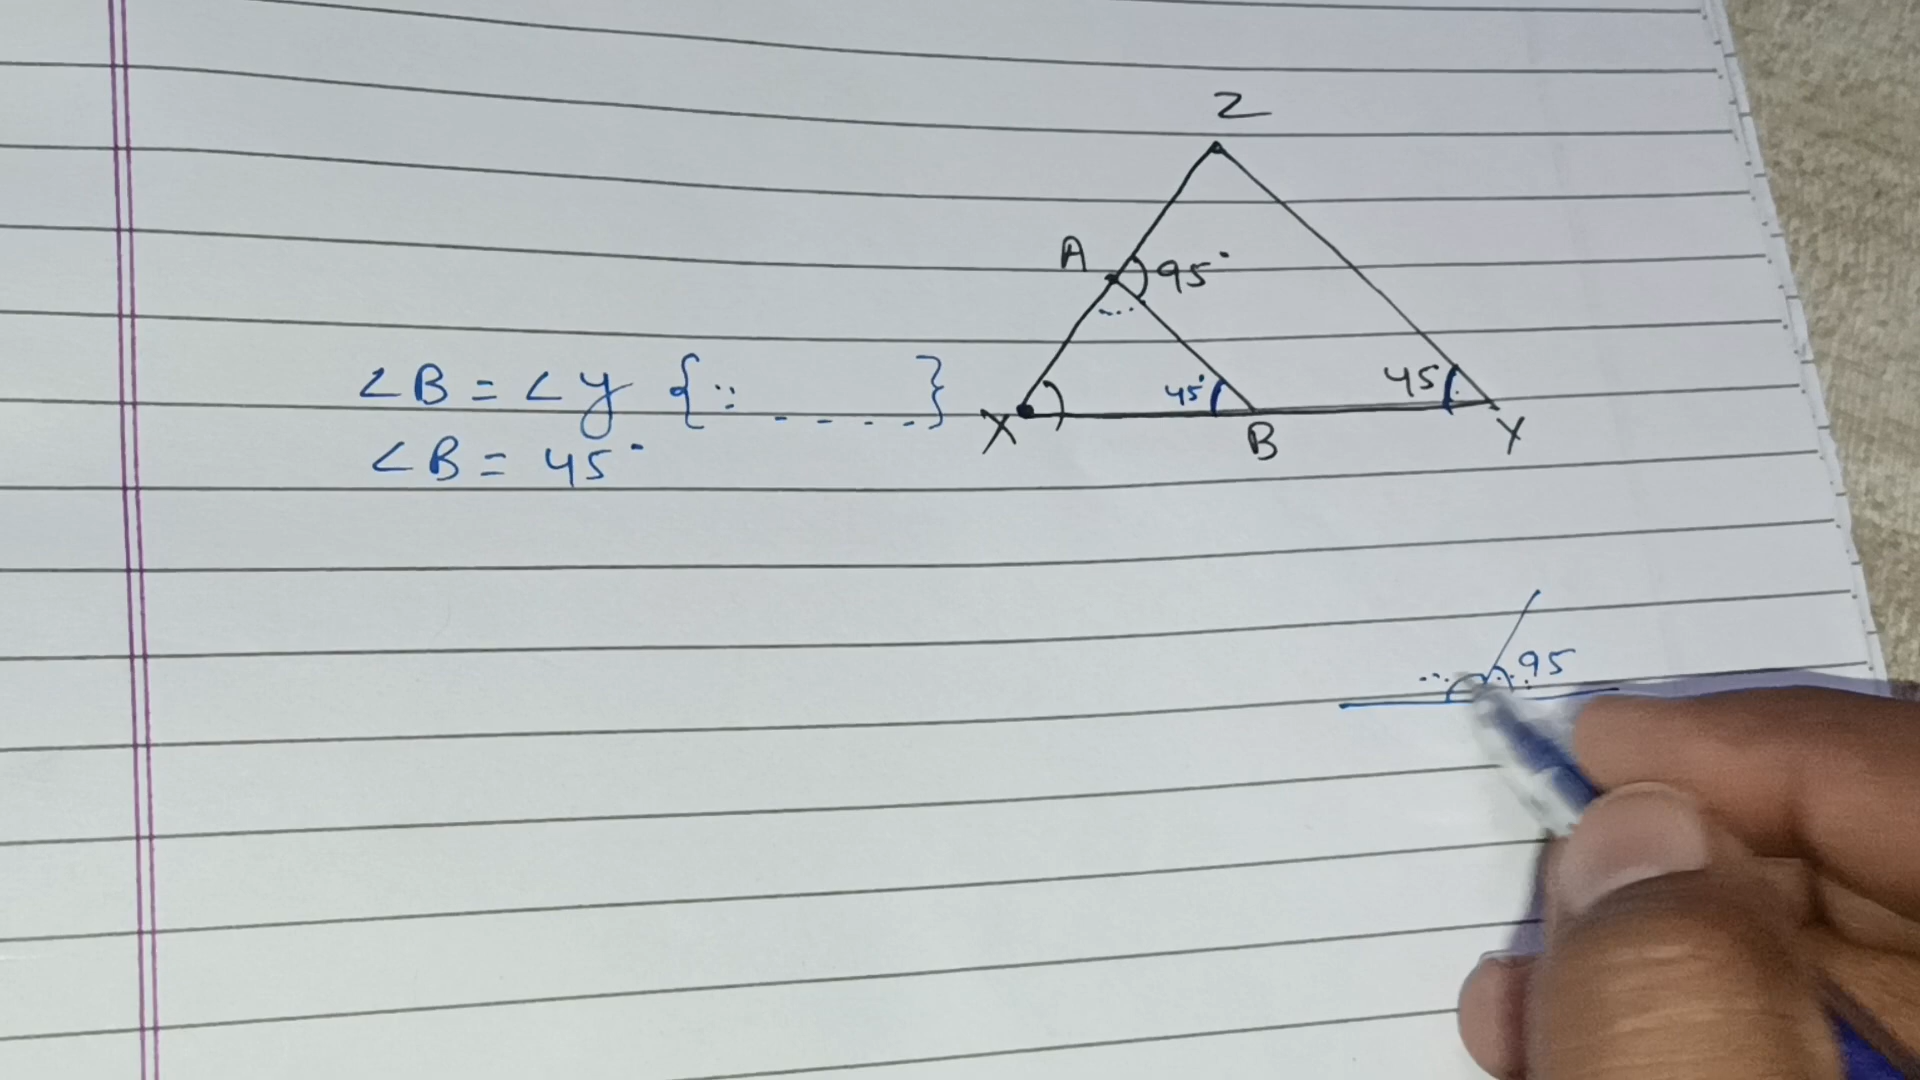 Z
A 95°
∠B = ∠y {∵ ----}
45° 45
X B Y
∠B = 45°
95